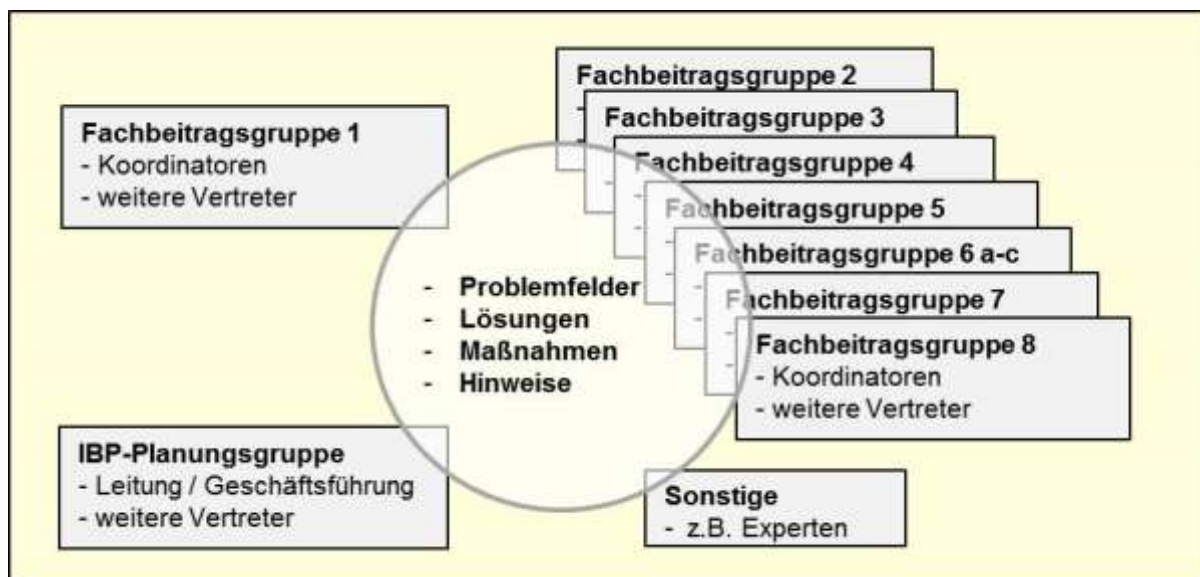 Fachbeitragsgruppe 1
- Koordinatoren
- weitere Vertreter
Fachbeitragsgruppe 2
Fachbeitragsgruppe 3
Fachbeitragsgruppe 4
Fachbeitragsgruppe 5
Fachbeitragsgruppe 6 a-c
Fachbeitragsgruppe 7
Fachbeitragsgruppe 8
- Koordinatoren
- weitere Vertreter
- Problemfelder
- Lösungen
- Maßnahmen
- Hinweise
IBP-Planungsgruppe
- Leitung / Geschäftsführung
- weitere Vertreter
Sonstige
- z.B. Experten